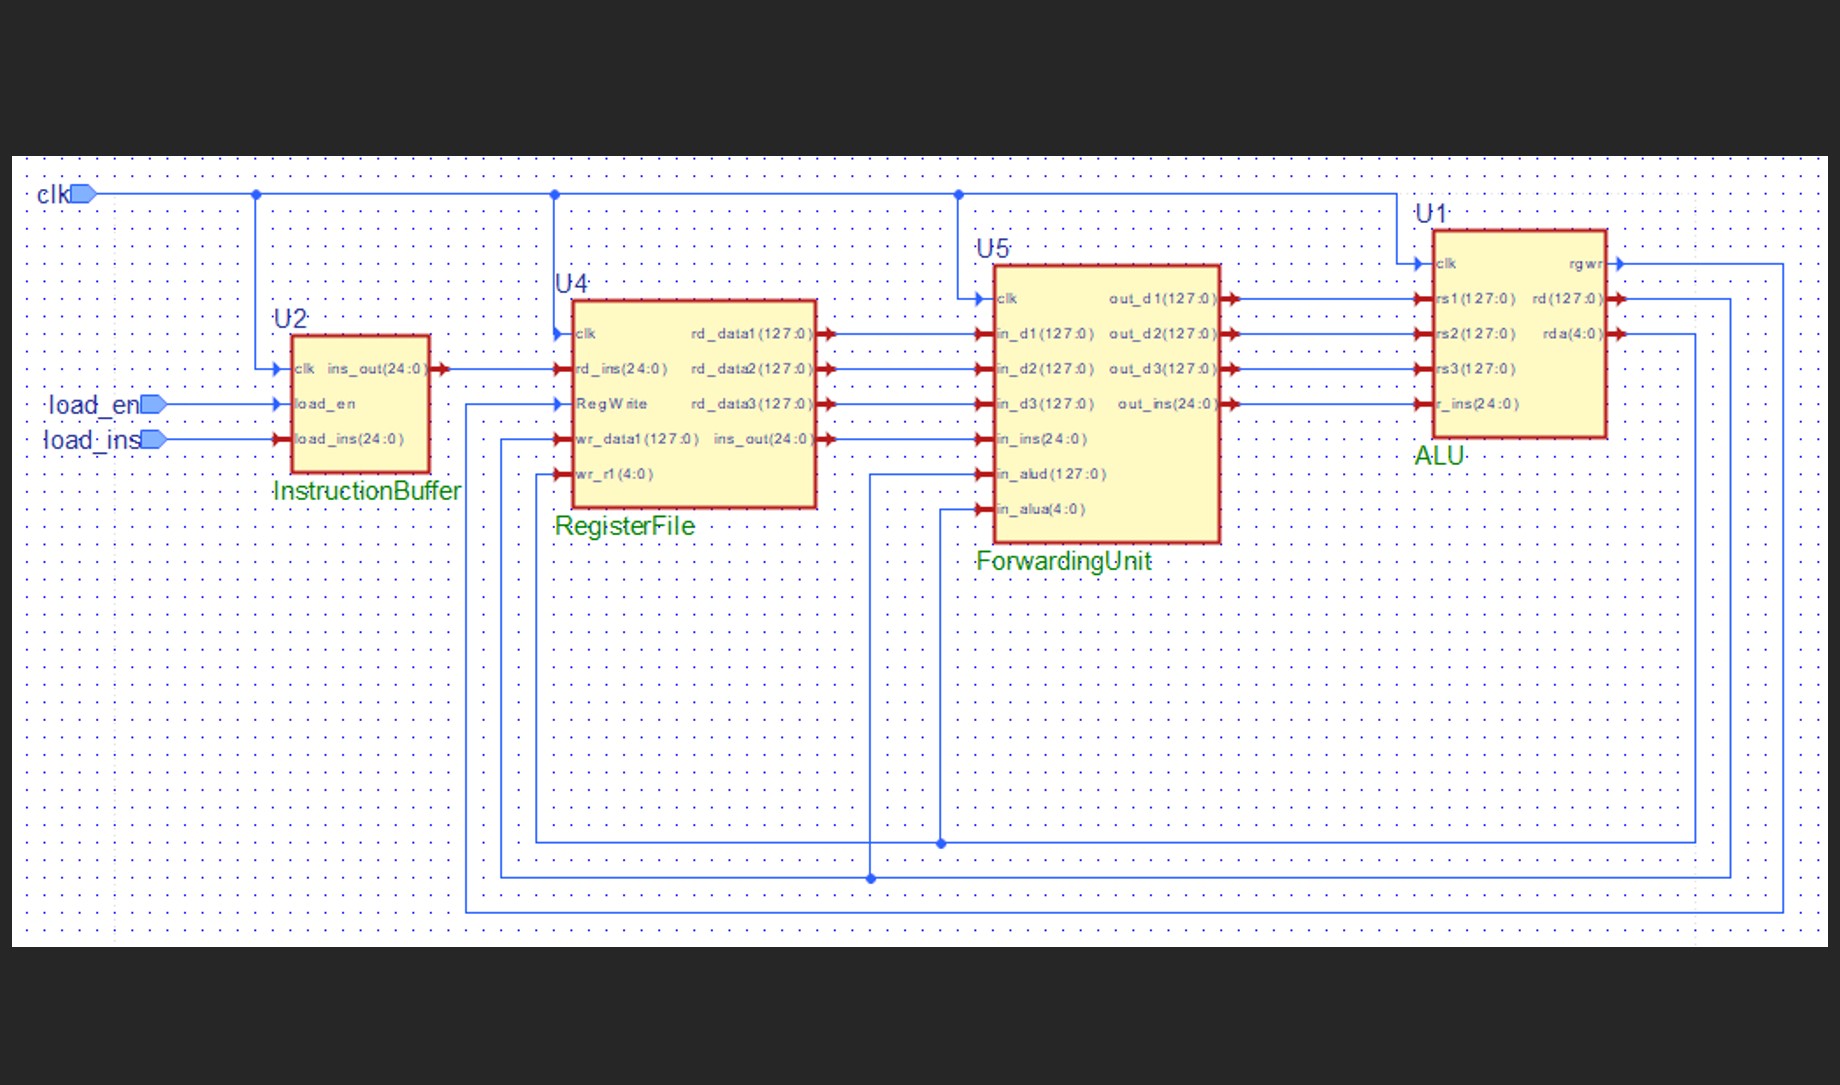 clk
load_en
load_ins
U2
clk ins_out(24:0)
load_en
load_ins(24:0)
InstructionBuffer
U4
clk rd_data1(127:0)
rd_ins(24:0) rd_data2(127:0)
RegWrite rd_data3(127:0)
wr_data1(127:0) ins_out(24:0)
wr_r1(4:0)
RegisterFile
U5
clk out_d1(127:0)
in_d1(127:0) out_d2(127:0)
in_d2(127:0) out_d3(127:0)
in_d3(127:0) out_ins(24:0)
in_ins(24:0)
in_alud(127:0)
in_alua(4:0)
ForwardingUnit
U1
clk rgwr
rs1(127:0) rd(127:0)
rs2(127:0) rda(4:0)
rs3(127:0)
r_ins(24:0)
ALU